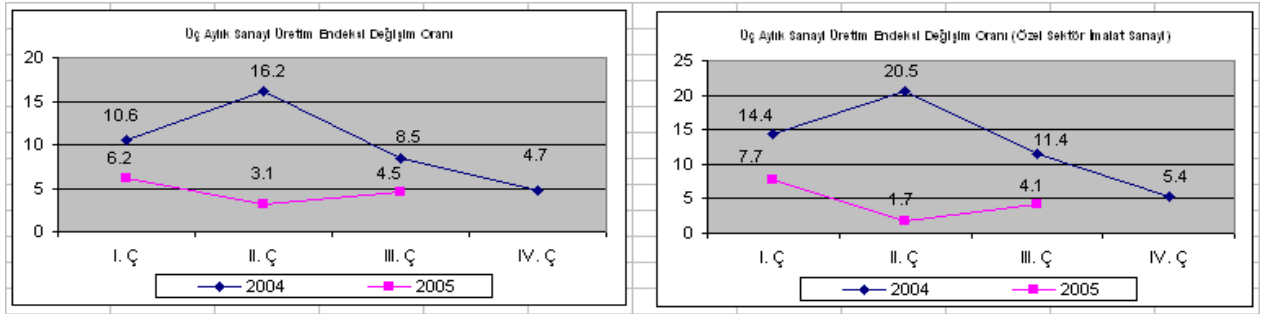 Üç Aylık Sanayi Üretim Endeksi Değişim Oranı
20
15
10
5
0
10.6
16.2
8.5
4.7
6.2
3.1
4.5
I. Ç
II. Ç
III. Ç
IV. Ç
2004
2005
Üç Aylık Sanayi Üretim Endeksi Değişim Oranı (Özel Sektör İmalat Sanayi)
25
20
15
10
5
0
14.4
20.5
11.4
5.4
7.7
1.7
4.1
I. Ç
II. Ç
III. Ç
IV. Ç
2004
2005